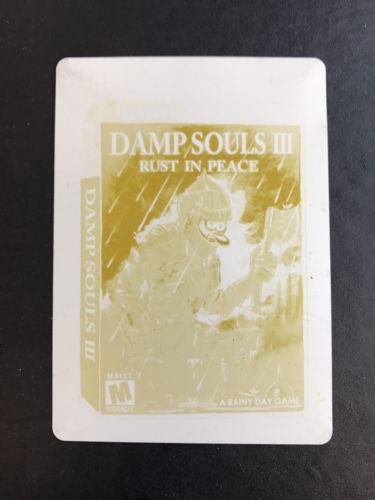 DAMP SOULS III
RUST IN PEACE
DAMP SOULS III
M
A RAINY DAY GAME